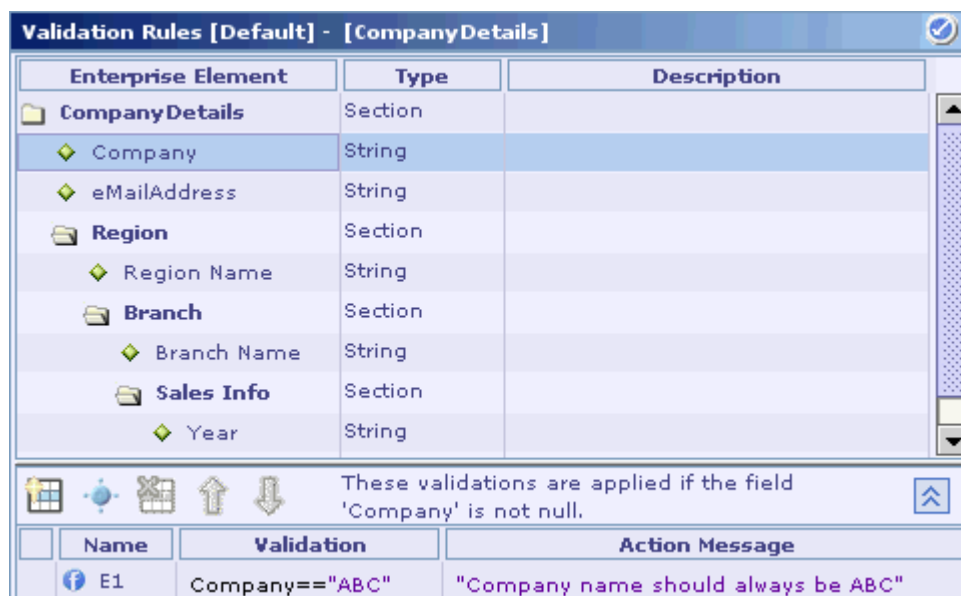 Validation Rules [Default] - [CompanyDetails]
Enterprise Element Type Description
CompanyDetails Section
Company String
eMailAddress String
Region Section
Region Name String
Branch Section
Branch Name String
Sales Info Section
Year String
These validations are applied if the field
'Company' is not null.
Name Validation Action Message
E1 Company=="ABC" "Company name should always be ABC"